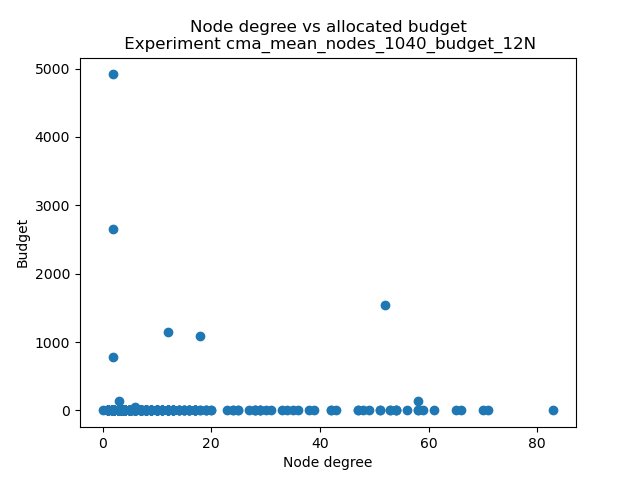 Node degree vs allocated budget
Experiment cma_mean_nodes_1040_budget_12N
5000
4000
3000
2000
1000
0
Budget
0 20 40 60 80
Node degree